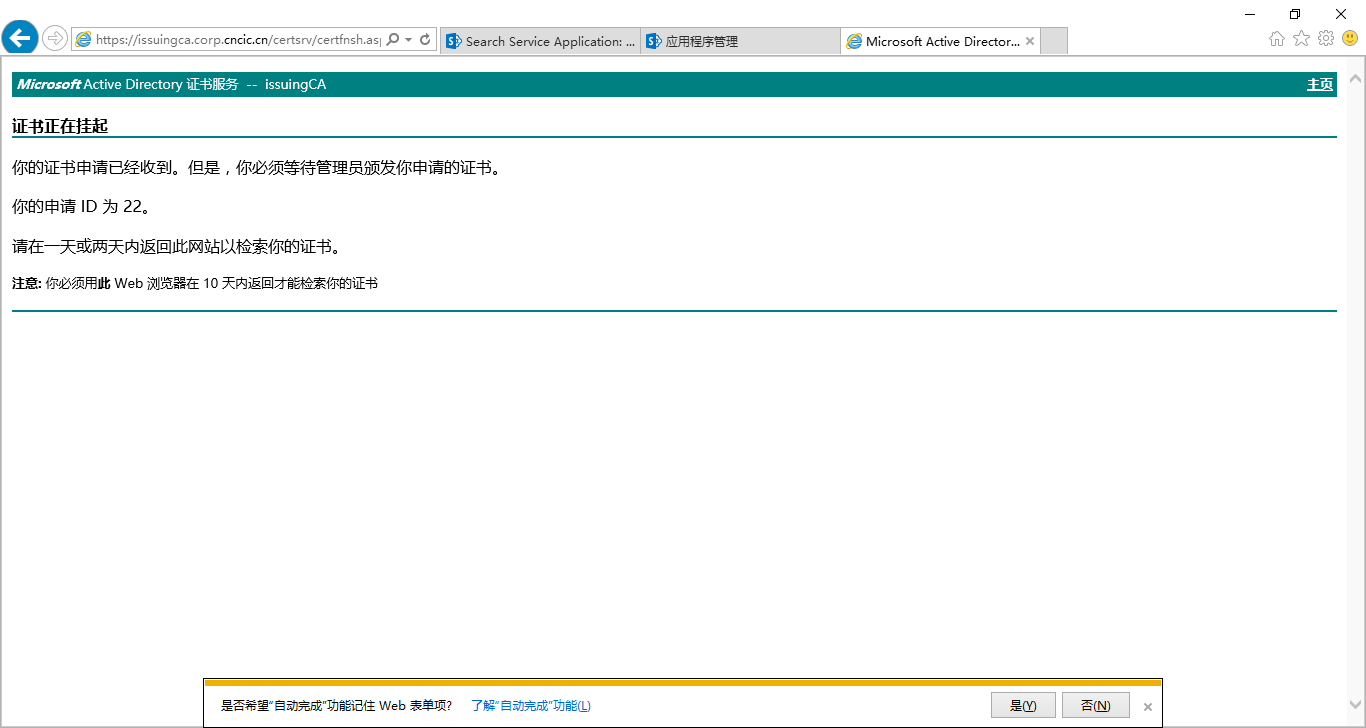 https://issuingca.corp.cncic.cn/certsrv/certfnsh.as
Search Service Application: ...
应用程序管理
Microsoft Active Director...
Microsoft Active Directory 证书服务 -- issuingCA
主页
证书正在挂起
你的证书申请已经收到。但是，你必须等待管理员颁发你申请的证书。
你的申请 ID 为 22。
请在一天或两天内返回此网站以检索你的证书。
注意: 你必须用此 Web 浏览器在 10 天内返回才能检索你的证书
是否希望“自动完成”功能记住 Web 表单项?
了解“自动完成”功能(L)
是(Y)
否(N)